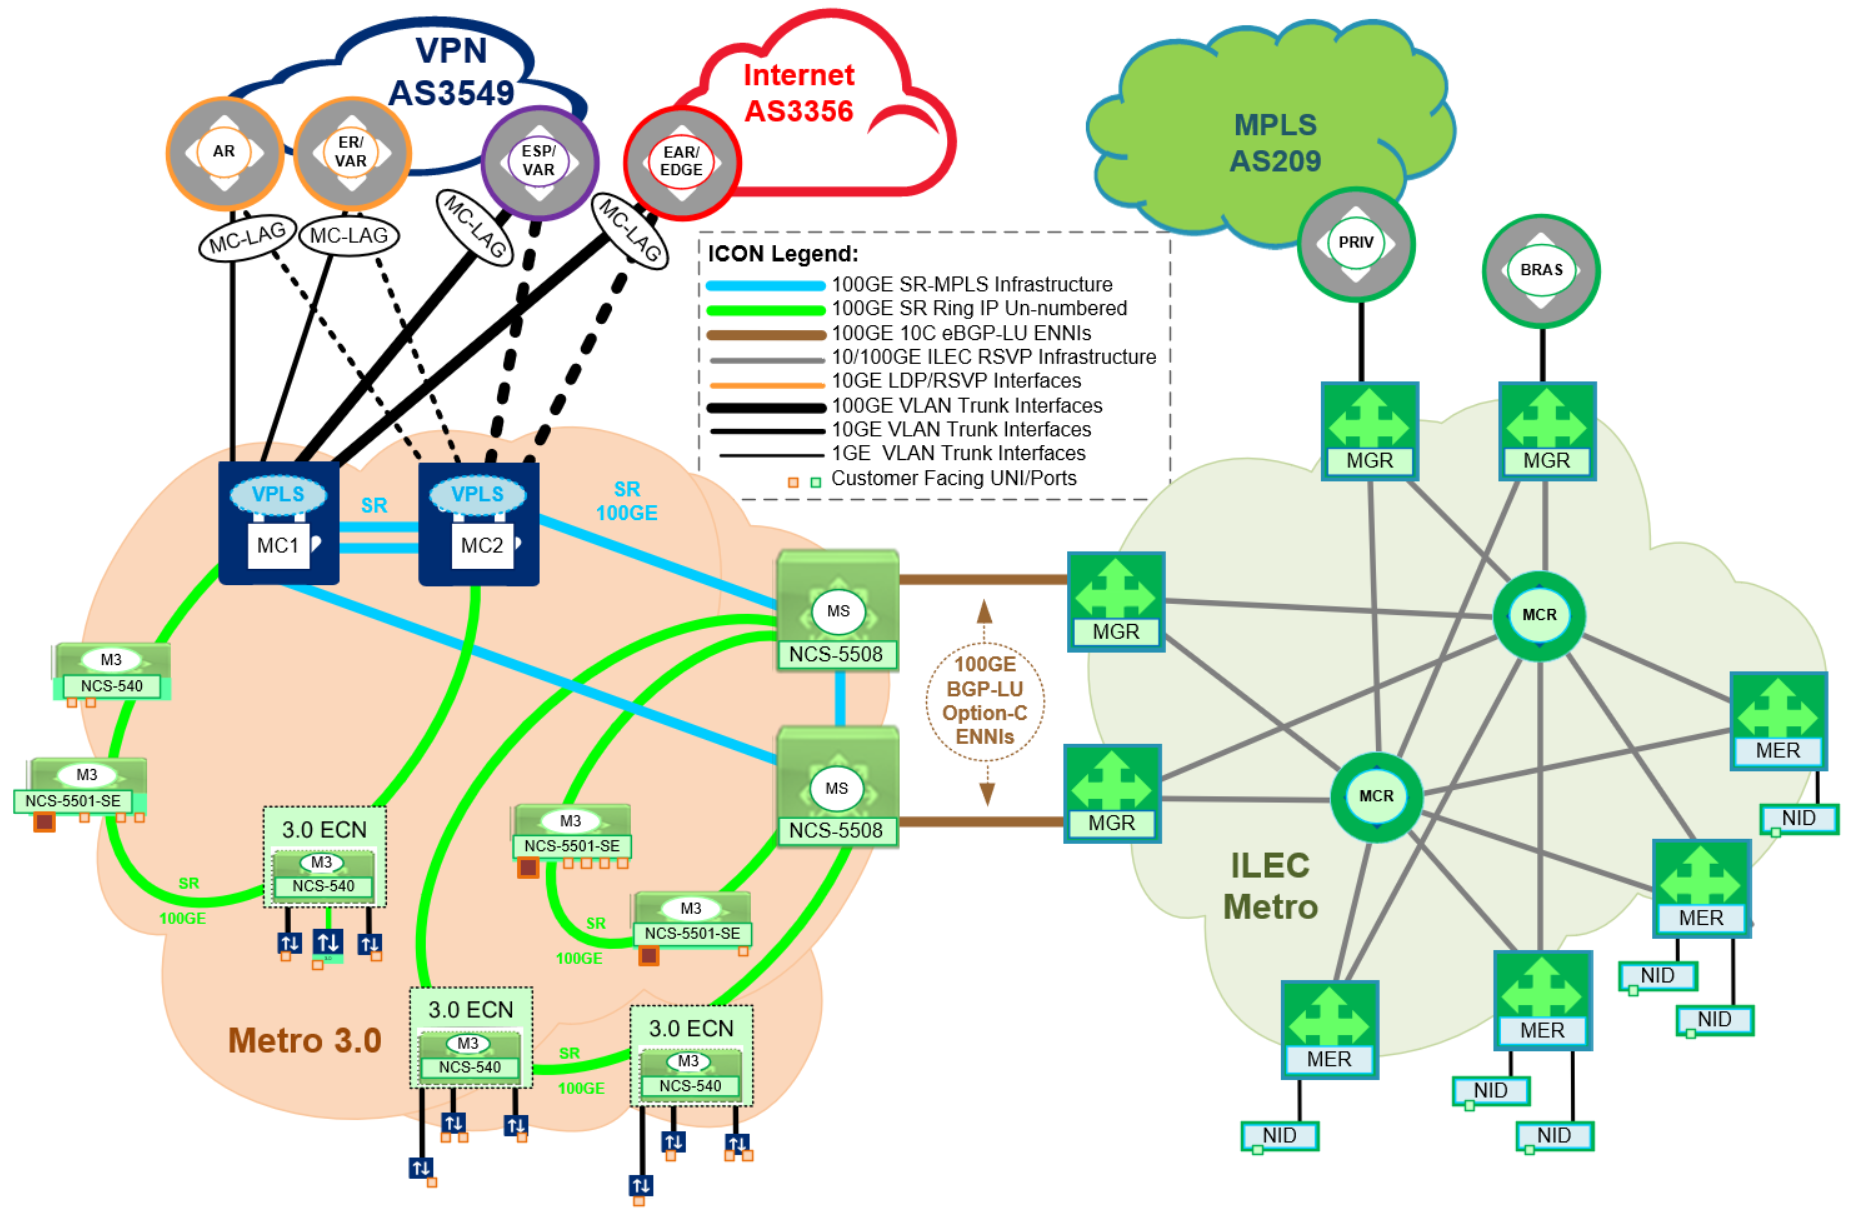 VPN
AS3549
Internet
AS3356
MPLS
AS209
AR
ER/
VAR
ESP/
VAR
EAR/
EDGE
PRIV
BRAS
MC-LAG
MC-LAG
MC-LAG
MC-LAG
ICON Legend:
100GE SR-MPLS Infrastructure
100GE SR Ring IP Un-numbered
100GE 10C eBGP-LU ENNIs
10/100GE ILEC RSVP Infrastructure
10GE LDP/RSVP Interfaces
100GE VLAN Trunk Interfaces
10GE VLAN Trunk Interfaces
1GE  VLAN Trunk Interfaces
Customer Facing UNI/Ports
MGR
MGR
VPLS
MC1
SR
VPLS
MC2
SR
100GE
MS
NCS-5508
MS
NCS-5508
100GE
BGP-LU
Option-C
ENNIs
MGR
MGR
MCR
MCR
M3
NCS-540
M3
NCS-5501-SE
3.0 ECN
M3
NCS-540
SR
100GE
M3
NCS-5501-SE
M3
NCS-5501-SE
SR
100GE
3.0 ECN
M3
NCS-540
SR
100GE
3.0 ECN
M3
NCS-540
Metro 3.0
ILEC
Metro
MER
NID
MER
NID
NID
MER
NID
NID
MER
NID